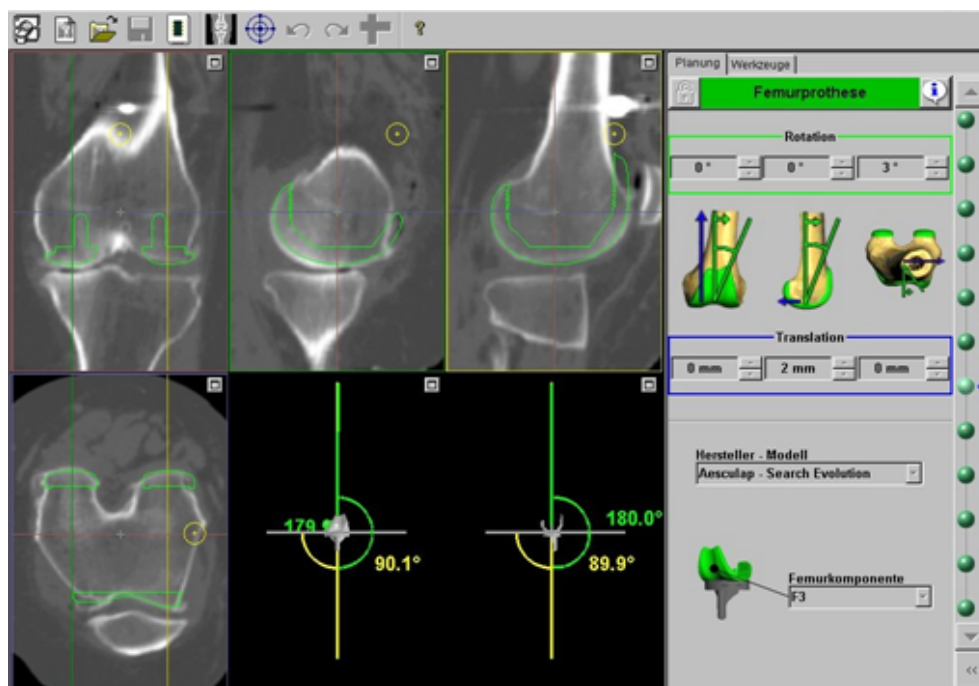 ?
Planung Werkzeuge
Femurprothese
Rotation
0 ° 0 ° 3 °
Translation
0 mm 2 mm 0 mm
Hersteller - Modell
Aesculap - Search Evolution
179.
180.0°
90.1°
89.9°
Femurkomponente
F3
<<